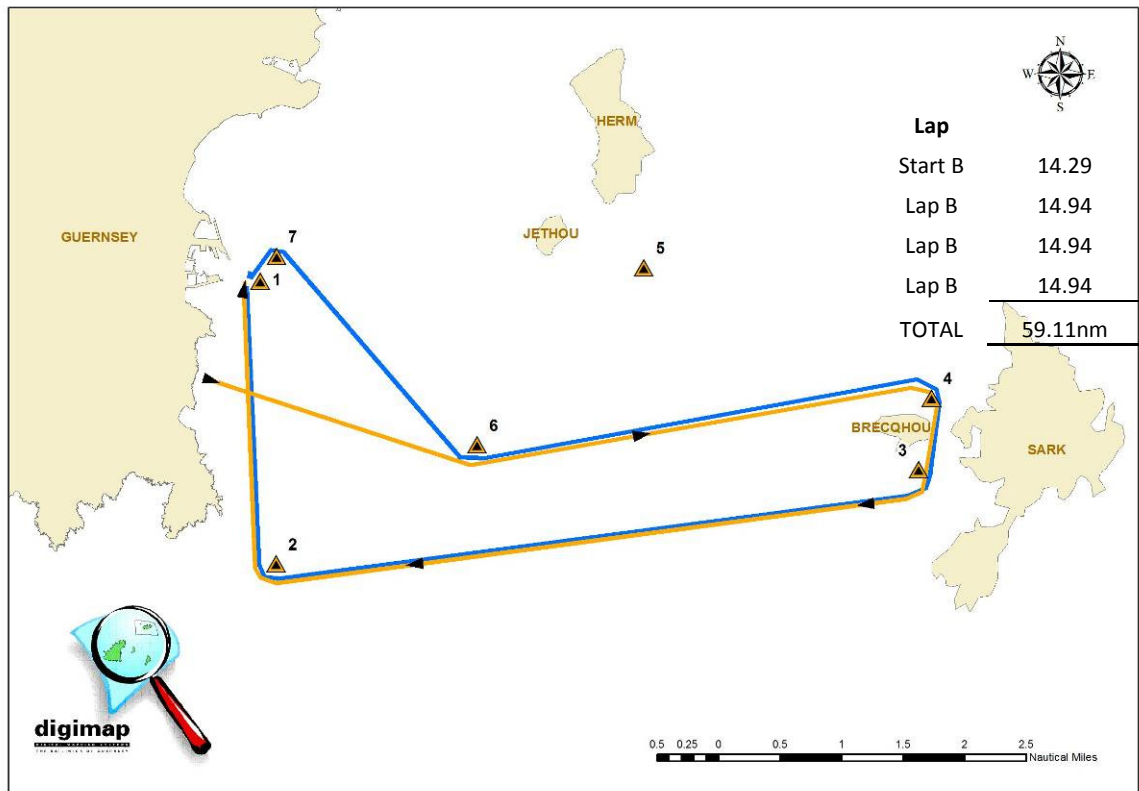 N
W E
S
HERM
Lap
Start B 14.29
Lap B 14.94
Lap B 14.94
Lap B 14.94
TOTAL 59.11nm
GUERNSEY
JETHOU
7
5
1
4
6
BRECQHOU
3
SARK
2
digimap
0.5 0.25 0 0.5 1 1.5 2 2.5
Nautical Miles